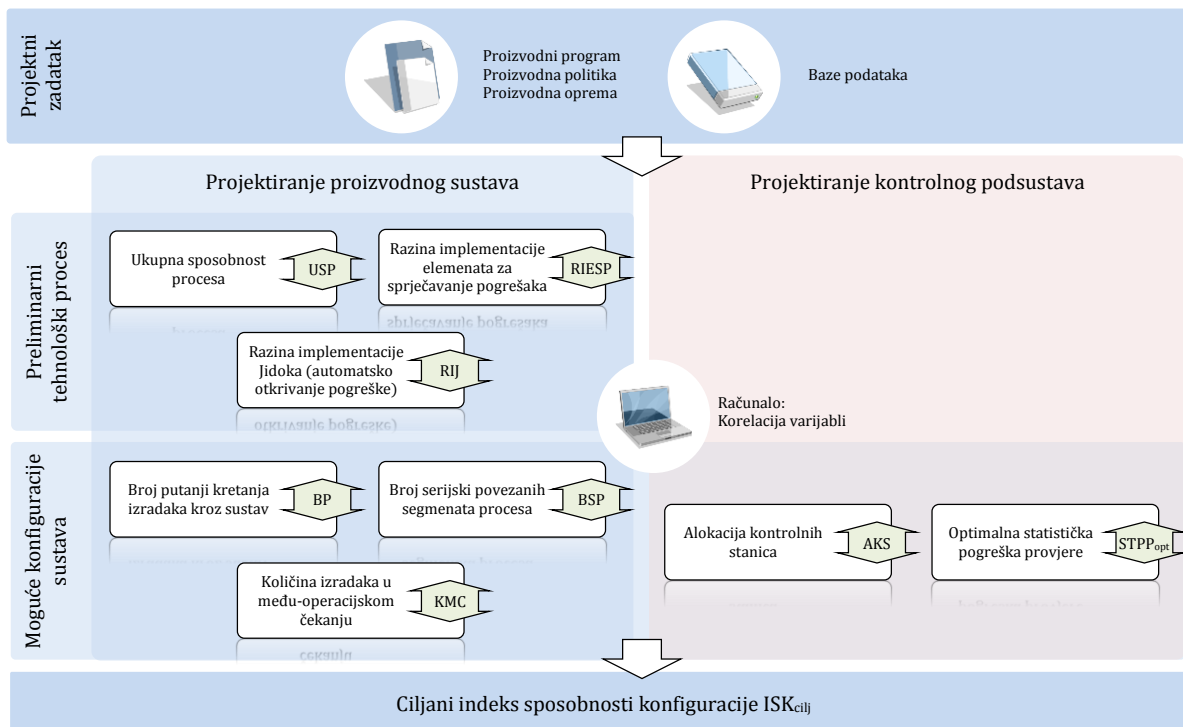 Projektni
zadatak
Proizvodni program
Proizvodna politika
Proizvodna oprema
Baze podataka
Projektiranje proizvodnog sustava
Projektiranje kontrolnog podsustava
Preliminarni
tehnološki proces
Ukupna sposobnost
procesa
USP
Razina implementacije
elemenata za
sprječavanje pogrešaka
RIESP
Razina implementacije
Jidoka (automatsko
otkrivanje pogreške)
RIJ
Računalo:
Korelacija varijabli
Moguće konfiguracije
sustava
Broj putanji kretanja
izradaka kroz sustav
BP
Broj serijski povezanih
segmenata procesa
BSP
Količina izradaka u
među-operacijskom
čekanju
KMC
Alokacija kontrolnih
stanica
AKS
Optimalna statistička
pogreška provjere
STPPopt
Ciljani indeks sposobnosti konfiguracije ISKcilj